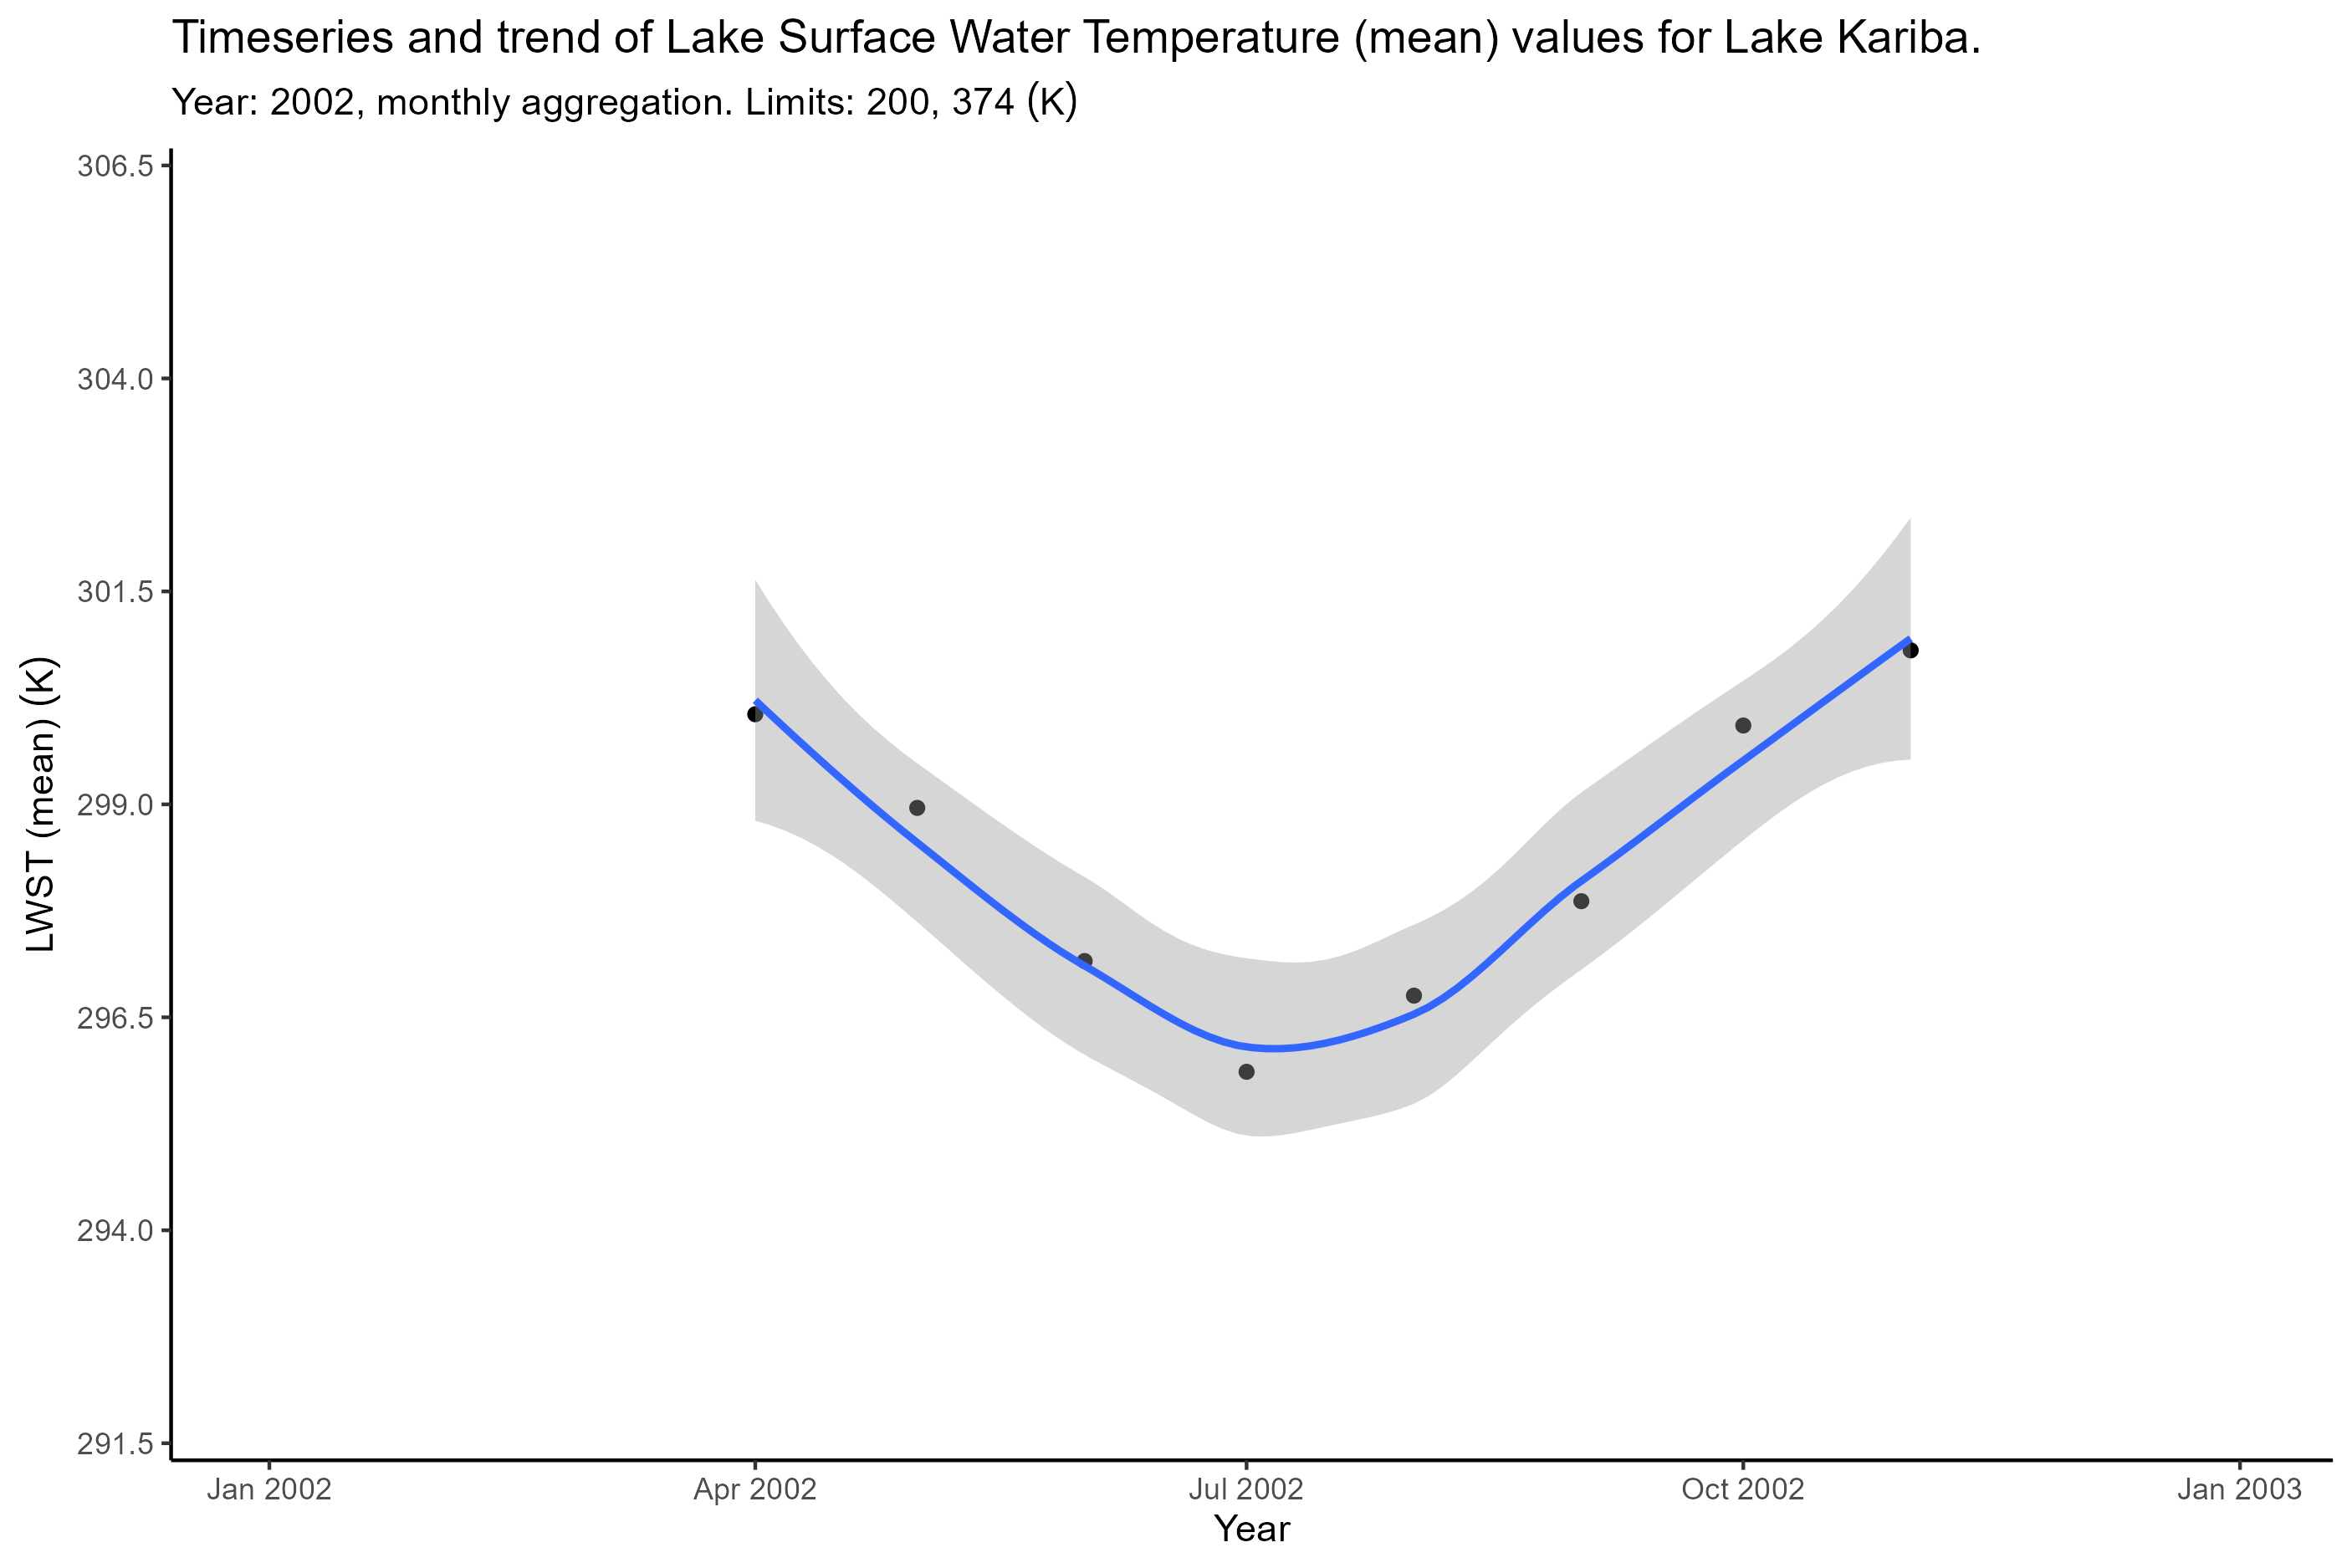 Timeseries and trend of Lake Surface Water Temperature (mean) values for Lake Kariba.
Year: 2002, monthly aggregation. Limits: 200, 374 (K)
LWST (mean) (K)
306.5
304.0
301.5
299.0
296.5
294.0
291.5
Jan 2002 Apr 2002 Jul 2002 Oct 2002 Jan 2003
Year